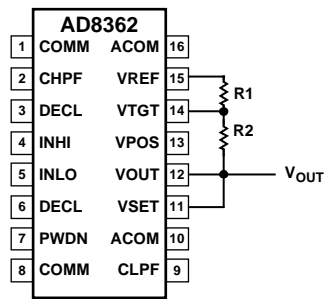 AD8362
1 COMM ACOM 16
2 CHPF VREF 15
R1
3 DECL VTGT 14
R2
4 INHI VPOS 13
5 INLO VOUT 12
VOUT
6 DECL VSET 11
7 PWDN ACOM 10
8 COMM CLPF 9